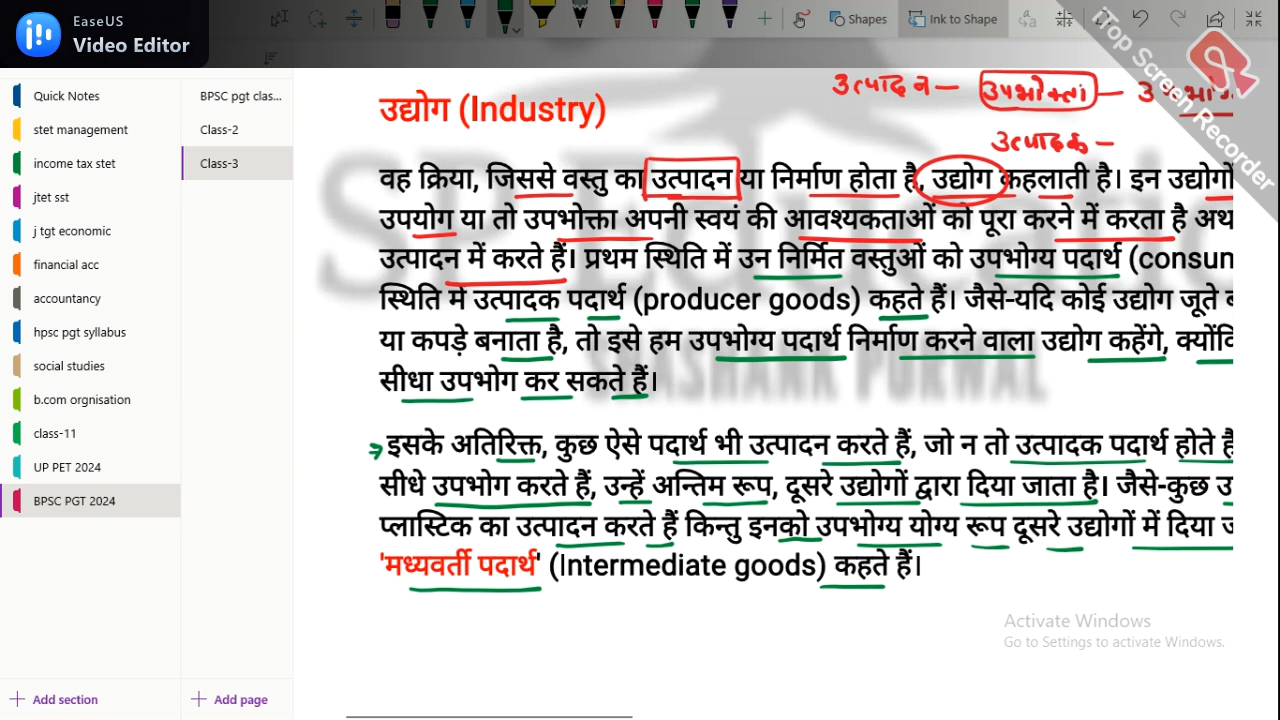 EaseUS
Video Editor
Shapes
Ink to Shape
iTop Screen Recorder
Quick Notes
stet management
income tax stet
jtet sst
j tgt economic
financial acc
accountancy
hpsc pgt syllabus
social studies
b.com orgnisation
class-11
UP PET 2024
BPSC PGT 2024
Add section
BPSC pgt clas...
Class-2
Class-3
Add page
उत्पादन — उपभोक्ता —
उत्पादक —
उद्योग (Industry)
वह क्रिया, जिससे वस्तु का उत्पादन या निर्माण होता है, उद्योग कहलाती है। इन उद्योगों
उपयोग या तो उपभोक्ता अपनी स्वयं की आवश्यकताओं को पूरा करने में करता है अथ
उत्पादन में करते हैं। प्रथम स्थिति में उन निर्मित वस्तुओं को उपभोग्य पदार्थ (consun
स्थिति में उत्पादक पदार्थ (producer goods) कहते हैं। जैसे-यदि कोई उद्योग जूते
या कपड़े बनाता है, तो इसे हम उपभोग्य पदार्थ निर्माण करने वाला उद्योग कहेंगे, क्योंकि
सीधा उपभोग कर सकते हैं।
इसके अतिरिक्त, कुछ ऐसे पदार्थ भी उत्पादन करते हैं, जो न तो उत्पादक पदार्थ होते है
सीधे उपभोग करते हैं, उन्हें अन्तिम रूप, दूसरे उद्योगों द्वारा दिया जाता है। जैसे-कुछ उ
प्लास्टिक का उत्पादन करते हैं किन्तु इनको उपभोग्य योग्य रूप दूसरे उद्योगों में दिया
'मध्यवर्ती पदार्थ' (Intermediate goods) कहते हैं।
Activate Windows
Go to Settings to activate Windows.